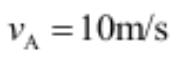 v_A = 10m/s